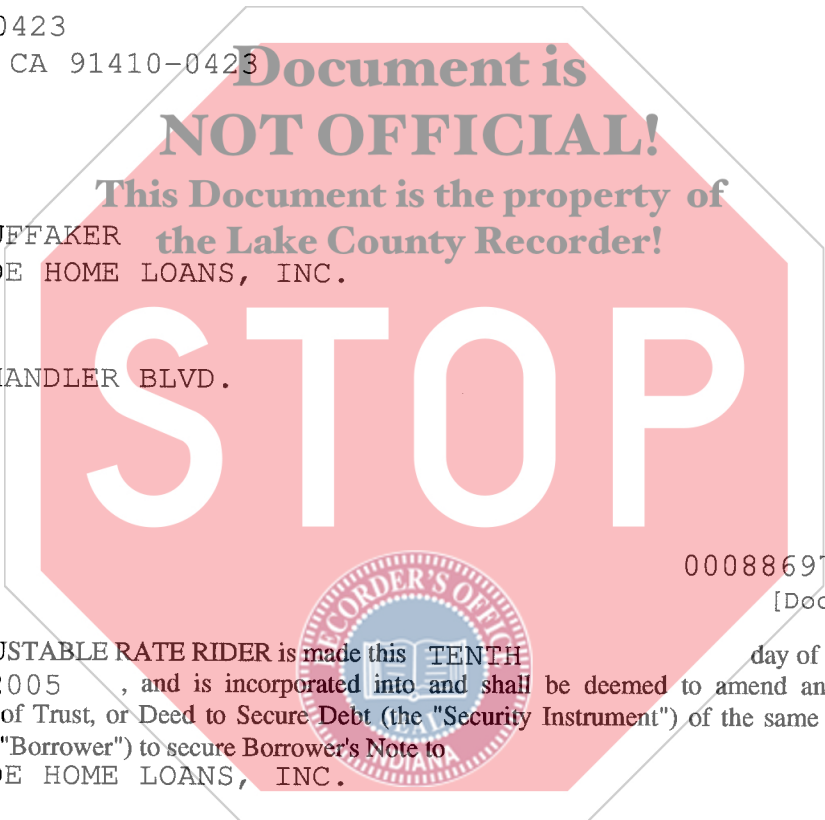 0423
CA 91410-0423
Document is
NOT OFFICIAL!
This Document is the property of
the Lake County Recorder!
UFFAKER
DE HOME LOANS, INC.
HANDLER BLVD.
STOP
0008869
[Doc
RECORDER'S OFFICE
SEAL
INDIANA
USTABLE RATE RIDER is made this TENTH day of
2005 , and is incorporated into and shall be deemed to amend an
of Trust, or Deed to Secure Debt (the "Security Instrument") of the same
"Borrower") to secure Borrower's Note to
DE HOME LOANS, INC.